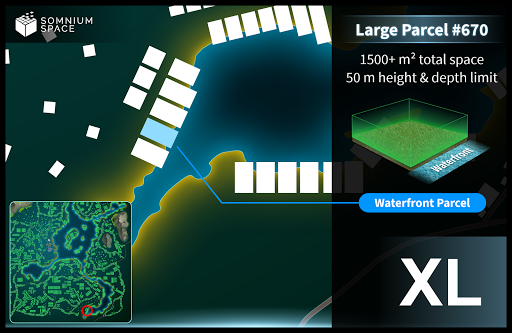 SOMNIUM
SPACE
Large Parcel #670
1500+ m² total space
50 m height & depth limit
Waterfront
Waterfront Parcel
XL